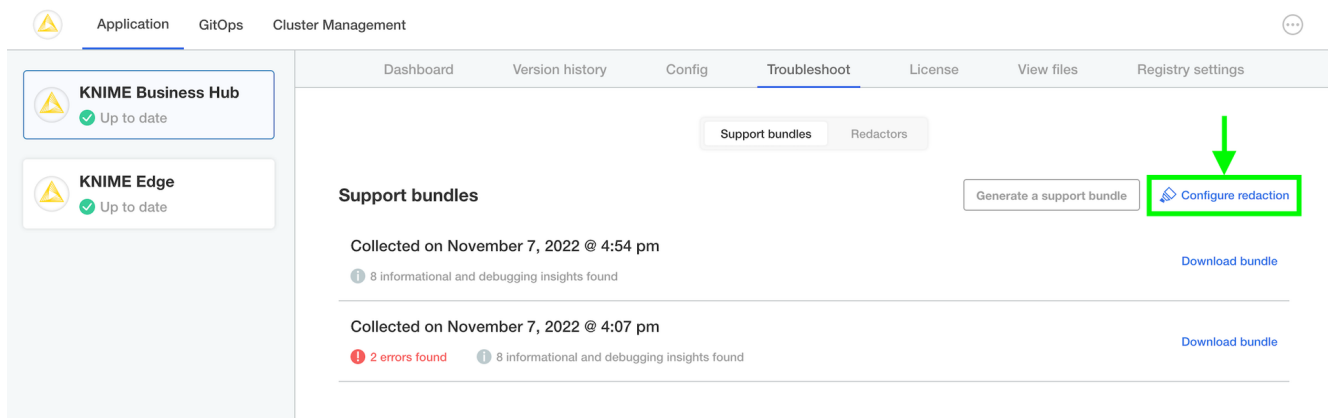 Application GitOps Cluster Management
KNIME Business Hub
Up to date
KNIME Edge
Up to date
Dashboard Version history Config Troubleshoot License View files Registry settings
Support bundles Redactors
Support bundles
Generate a support bundle Configure redaction
Collected on November 7, 2022 @ 4:54 pm
8 informational and debugging insights found
Download bundle
Collected on November 7, 2022 @ 4:07 pm
2 errors found 8 informational and debugging insights found
Download bundle